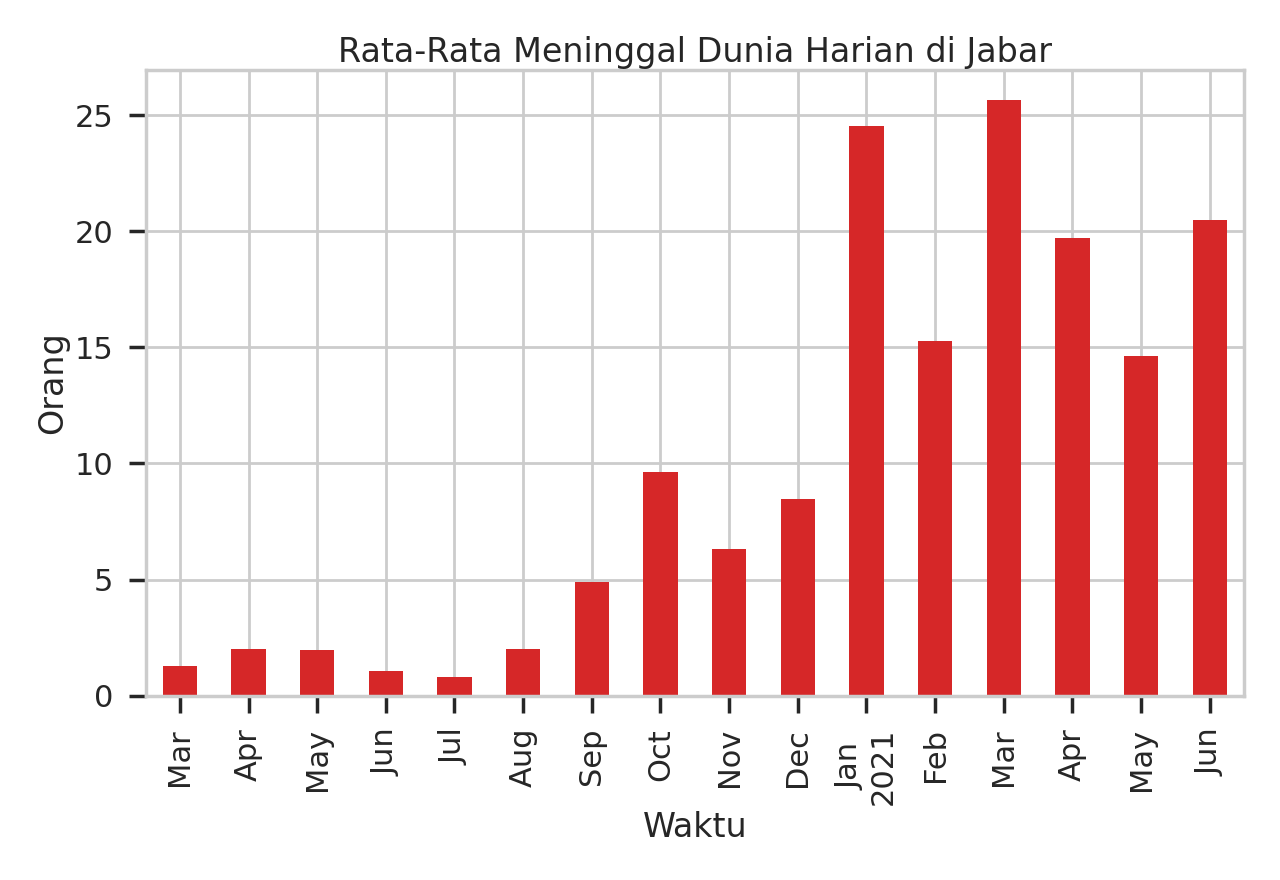 Rata-Rata Meninggal Dunia Harian di Jabar
Orang
25
20
15
10
5
0
Mar
Apr
May
Jun
Jul
Aug
Sep
Oct
Nov
Dec
Jan
2021
Feb
Mar
Apr
May
Jun
Waktu